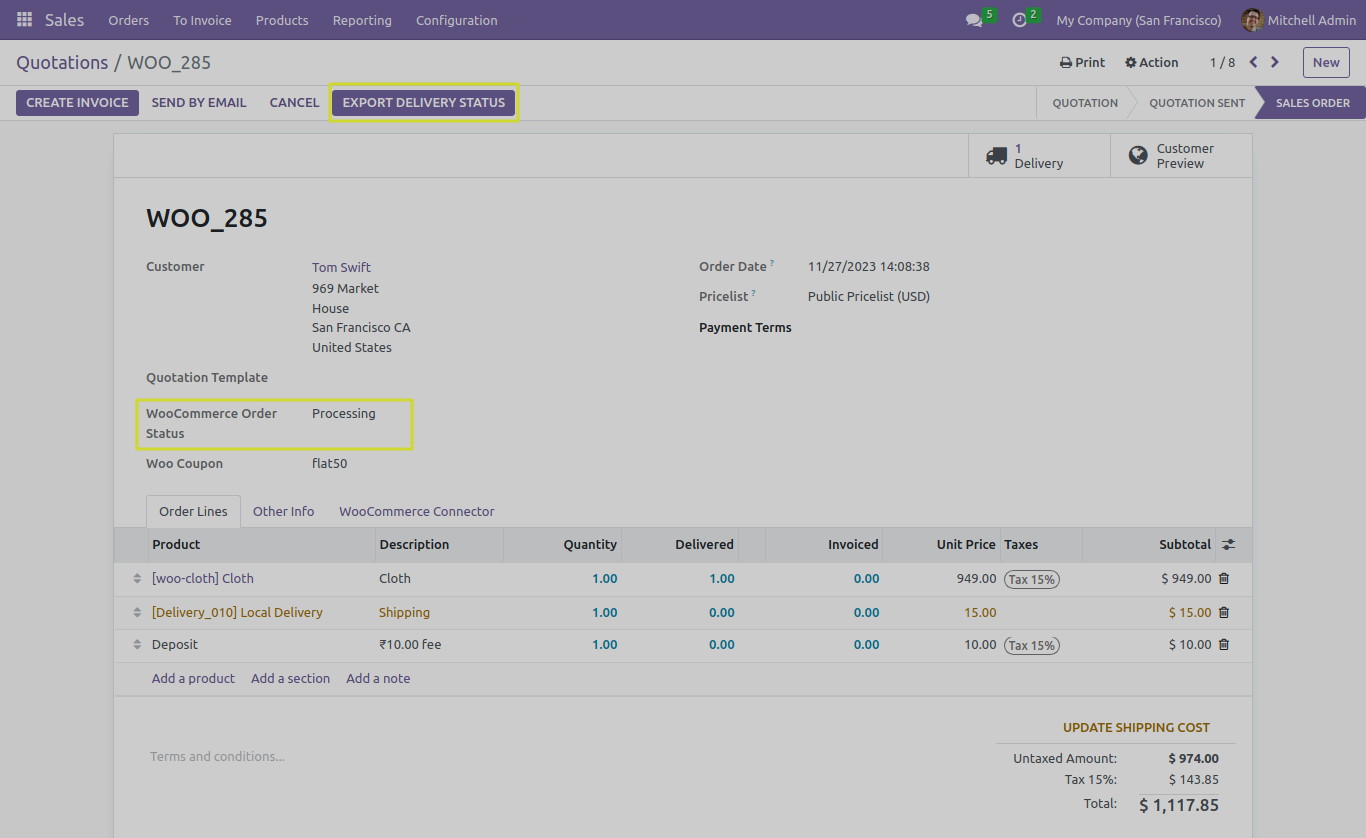 Sales Orders To Invoice Products Reporting Configuration 5 2 My Company (San Francisco) Mitchell Admin
Quotations / WOO_285 Print Action 1 / 8 New
CREATE INVOICE SEND BY EMAIL CANCEL EXPORT DELIVERY STATUS QUOTATION QUOTATION SENT SALES ORDER
1
Delivery
Customer
Preview
WOO_285
Customer Tom Swift
969 Market
House
San Francisco CA
United States
Order Date ? 11/27/2023 14:08:38
Pricelist ? Public Pricelist (USD)
Payment Terms
Quotation Template
WooCommerce Order
Status
Processing
Woo Coupon flat50
Order Lines Other Info WooCommerce Connector
Product Description Quantity Delivered Invoiced Unit Price Taxes Subtotal
[woo-cloth] Cloth Cloth 1.00 1.00 0.00 949.00 Tax 15% $ 949.00
[Delivery_010] Local Delivery Shipping 1.00 0.00 0.00 15.00 $ 15.00
Deposit ₹10.00 fee 1.00 0.00 0.00 10.00 Tax 15% $ 10.00
Add a product Add a section Add a note
UPDATE SHIPPING COST
Terms and conditions...
Untaxed Amount: $ 974.00
Tax 15%: $ 143.85
Total: $ 1,117.85